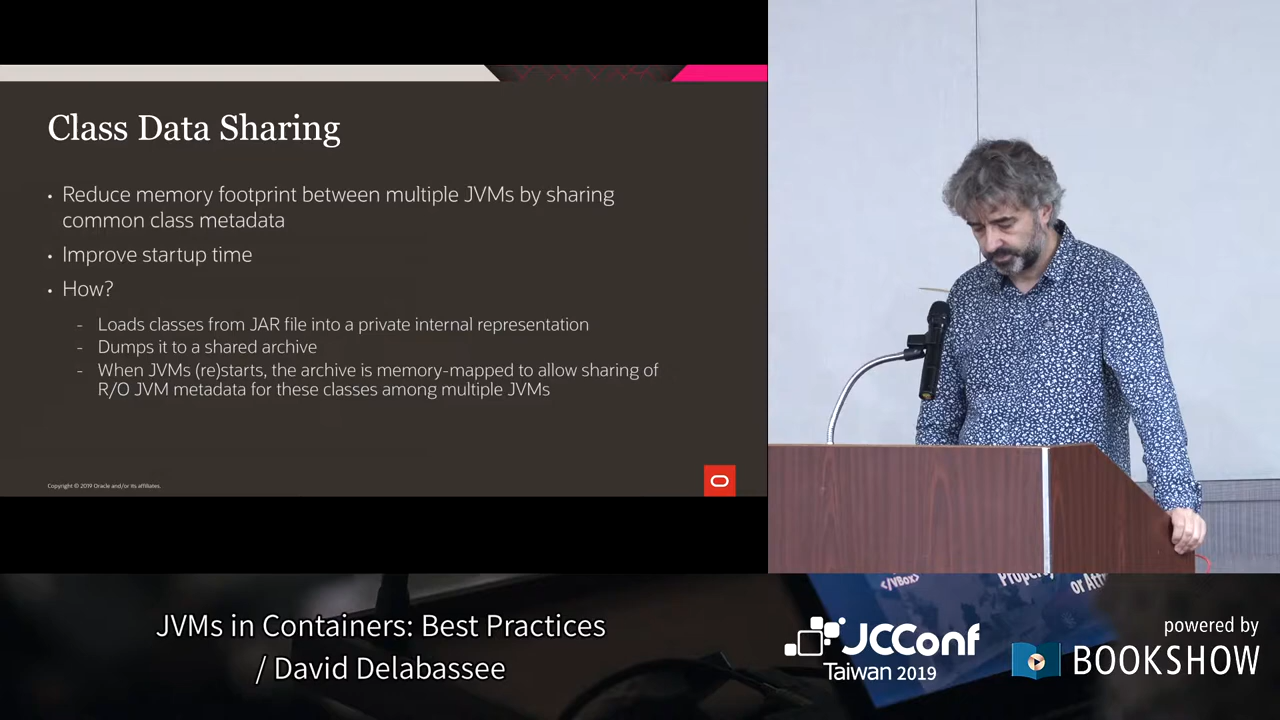 Class Data Sharing
• Reduce memory footprint between multiple JVMs by sharing
common class metadata
• Improve startup time
• How?
- Loads classes from JAR file into a private internal representation
- Dumps it to a shared archive
- When JVMs (re)starts, the archive is memory-mapped to allow sharing of
R/O JVM metadata for these classes among multiple JVMs
Copyright © 2019 Oracle and/or its affiliates.
</VBox>
JVMs in Containers: Best Practices
/ David Delabassee
JCConf
Taiwan 2019
powered by
BOOKSHOW